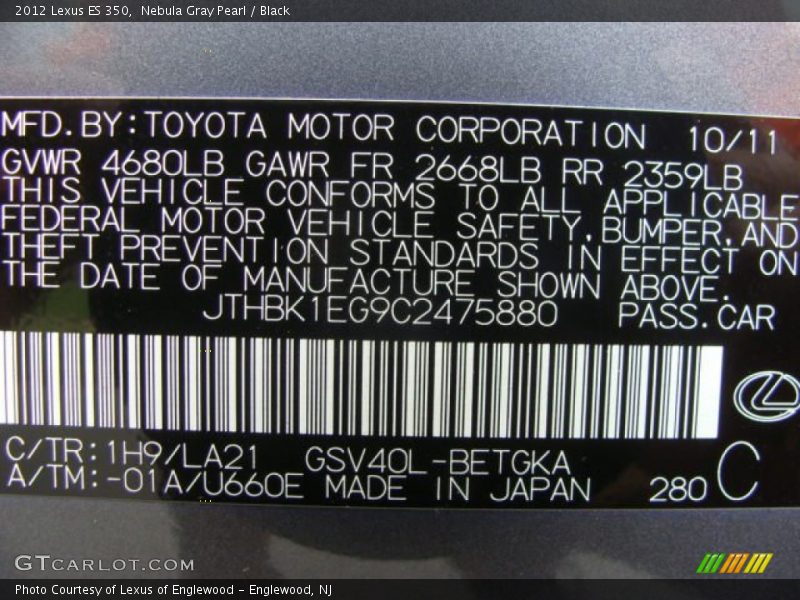 2012 Lexus ES 350, Nebula Gray Pearl / Black
MFD.BY:TOYOTA MOTOR CORPORATION 10/11
GVWR 4680LB GAWR FR 2668LB RR 2359LB
THIS VEHICLE CONFORMS TO ALL APPLICABLE
FEDERAL MOTOR VEHICLE SAFETY,BUMPER,AND
THEFT PREVENTION STANDARDS IN EFFECT ON
THE DATE OF MANUFACTURE SHOWN ABOVE.
JTHBK1EG9C2475880 PASS.CAR
C/TR:1H9/LA21 GSV40L-BETGKA
A/TM:-01A/U660E MADE IN JAPAN 280 C
GTCARLOT.COM
Photo Courtesy of Lexus of Englewood - Englewood, NJ